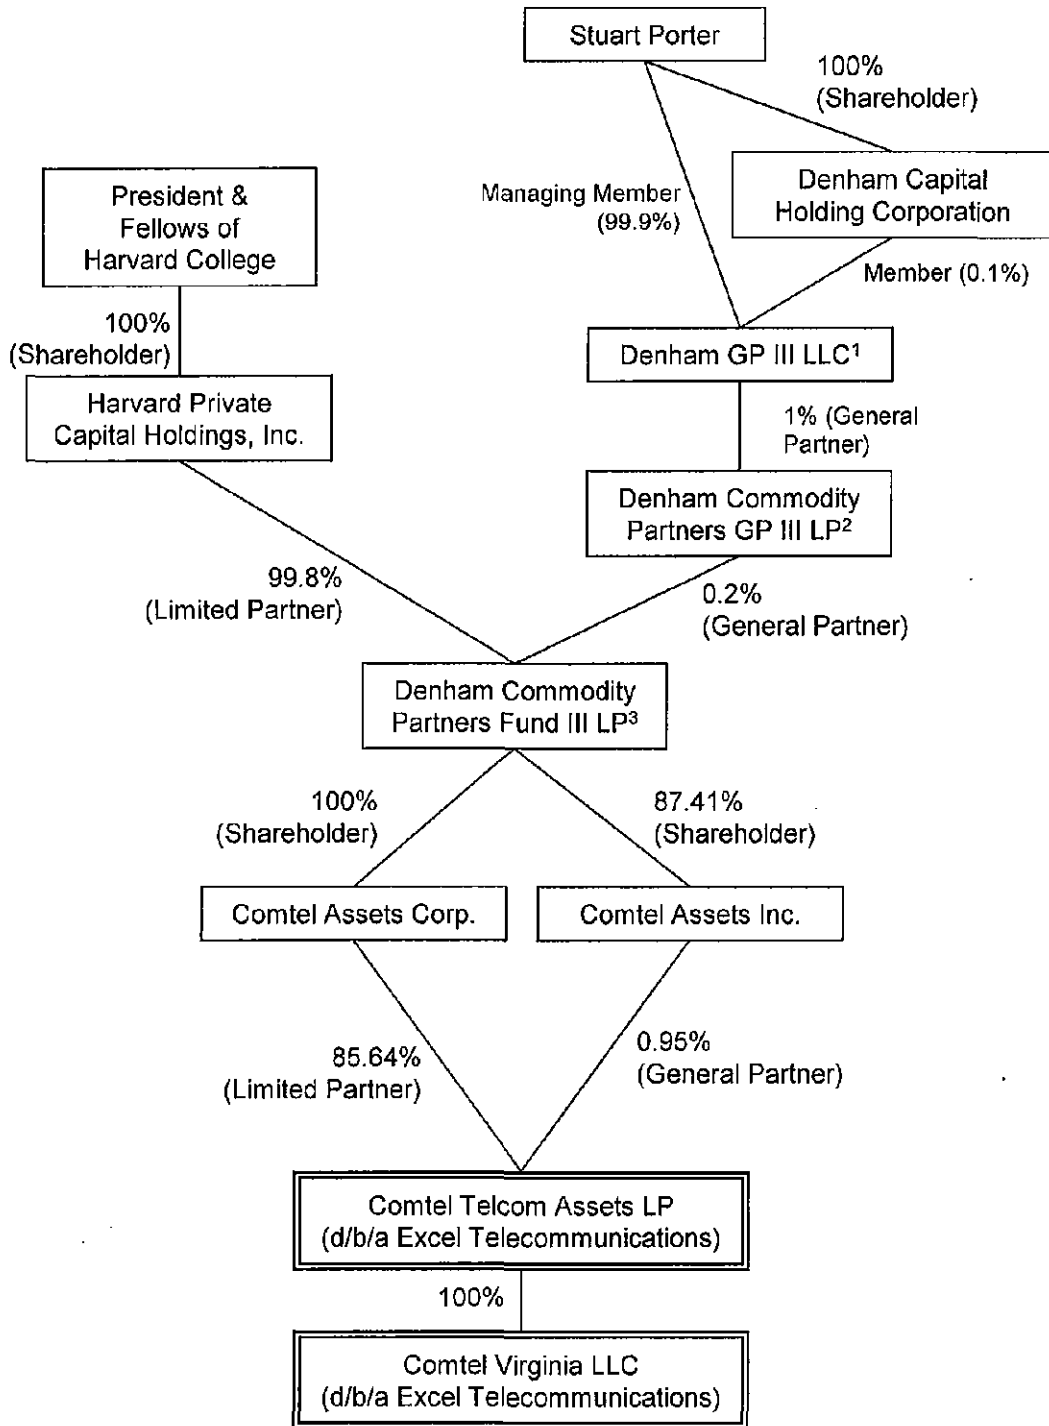 Stuart Porter
100%
(Shareholder)
Denham Capital
Holding Corporation
Managing Member
(99.9%)
Member (0.1%)
President &
Fellows of
Harvard College
100%
(Shareholder)
Harvard Private
Capital Holdings, Inc.
Denham GP III LLC¹
1% (General
Partner)
Denham Commodity
Partners GP III LP²
99.8%
(Limited Partner)
0.2%
(General Partner)
Denham Commodity
Partners Fund III LP³
100%
(Shareholder)
87.41%
(Shareholder)
Comtel Assets Corp.
Comtel Assets Inc.
85.64%
(Limited Partner)
0.95%
(General Partner)
Comtel Telcom Assets LP
(d/b/a Excel Telecommunications)
100%
Comtel Virginia LLC
(d/b/a Excel Telecommunications)